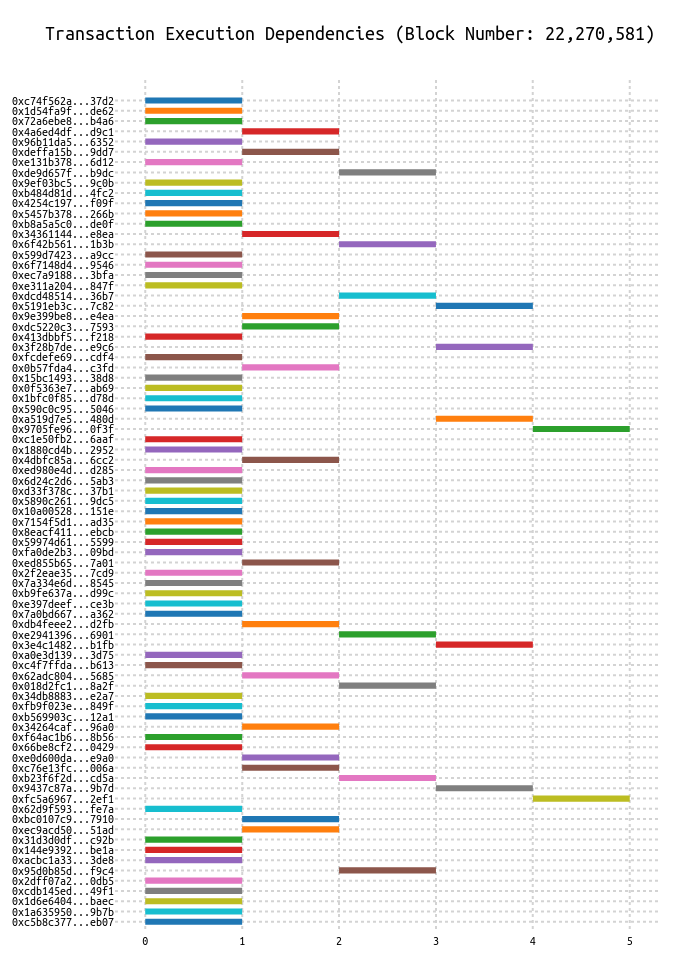 Transaction Execution Dependencies (Block Number: 22,270,581)
0xc74f562a...37d2
0x1d54fa9f...de62
0x72a6ebe8...b4a6
0x4a6ed4df...d9c1
0x96b11da5...6352
0xdeffa15b...9dd7
0xe131b378...6d12
0xde9d657f...b9dc
0x9ef03bc5...9c0b
0xb484d81d...4fc2
0x4254c197...f09f
0x5457b378...266b
0xb8a5a5c0...de0f
0x34361144...e8ea
0x6f42b561...1b3b
0x599d7423...a9cc
0x6f7148d4...9546
0xec7a9188...3bfa
0xe311a204...847f
0xdcd48514...36b7
0x5191eb3c...7c82
0x9e399be8...e4ea
0xdc5220c3...7593
0x413dbbf5...f218
0x3f28b7de...e9c6
0xfcdefe69...cdf4
0x0b57fda4...c3fd
0x15bc1493...38d8
0x0f5363e7...ab69
0x1bfc0f85...d78d
0x590c0c95...5046
0xa519d7e5...480d
0x9705fe96...0f3f
0xc1e50fb2...6aaf
0x1880cd4b...2952
0x4dbfc85a...6cc2
0xed980e4d...d285
0x6d24c2d6...5ab3
0xd33f378c...37b1
0x5890c261...9dc5
0x10a00528...151e
0x7154f5d1...ad35
0x8eacf411...ebcb
0x59974d61...5599
0xfa0de2b3...09bd
0xed855b65...7a01
0x2f2eae35...7cd9
0x7a334e6d...8545
0xb9fe637a...d99c
0xe397deef...ce3b
0x7a0bd667...a362
0xdb4feee2...d2fb
0xe2941396...6901
0x3e4c1482...b1fb
0xa0e3d139...3d75
0xc4f7ffda...b613
0x62adc804...5685
0x018d2fc1...8a2f
0x34db8883...e2a7
0xfb9f023e...849f
0xb569903c...12a1
0x34264caf...96a0
0xf64ac1b6...8b56
0x66be8cf2...0429
0xe0d600da...e9a0
0xc76e13fc...006a
0xb23f6f2d...cd5a
0x9437c87a...9b7d
0xfc5a6967...2ef1
0x62d9f593...fe7a
0xbc0107c9...7910
0xec9acd50...51ad
0x31d3d0df...c92b
0x144e9392...be1a
0xacbc1a33...3de8
0x95d0b85d...f9c4
0x2dff07a2...0db5
0xcdb145ed...49f1
0x1d6e6404...baec
0x1a635950...9b7b
0xc5b8c377...eb07
0 1 2 3 4 5